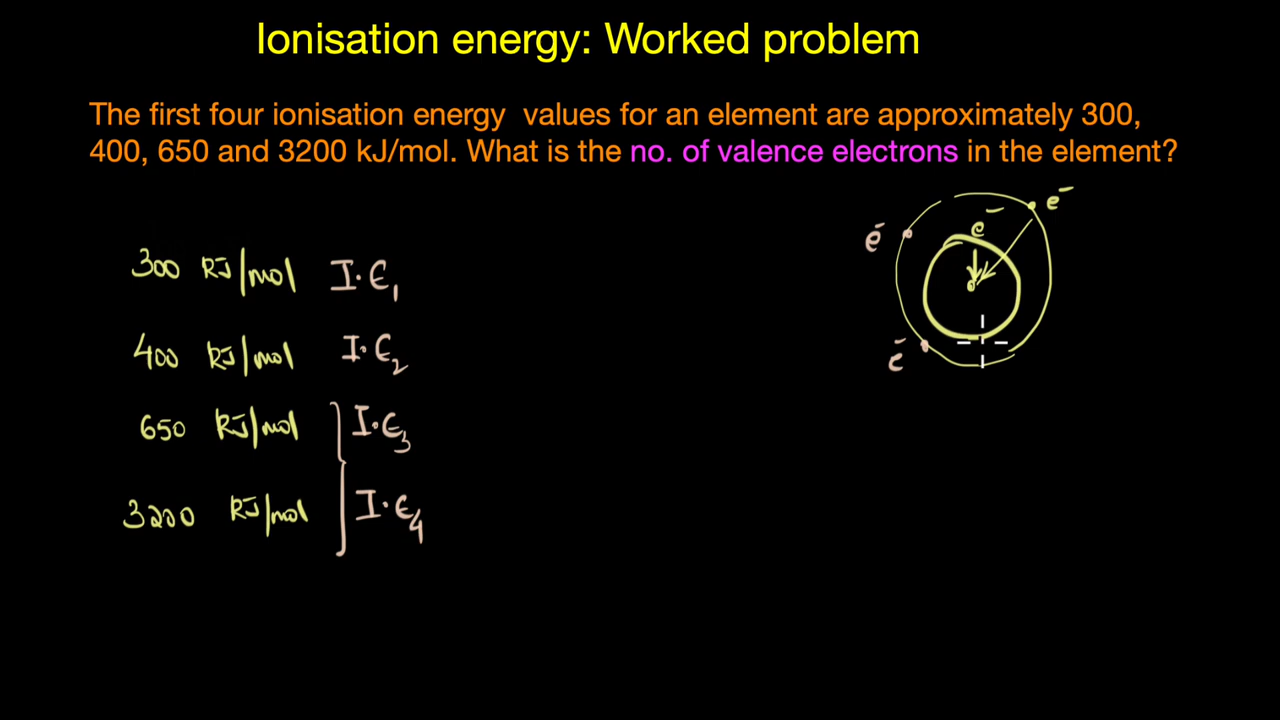 Ionisation energy: Worked problem
The first four ionisation energy values for an element are approximately 300,
400, 650 and 3200 kJ/mol. What is the no. of valence electrons in the element?
300 KJ/mol I.E1
400 KJ/mol I.E2
650 KJ/mol I.E3
3200 KJ/mol I.E4
e-
e-
e-
e-